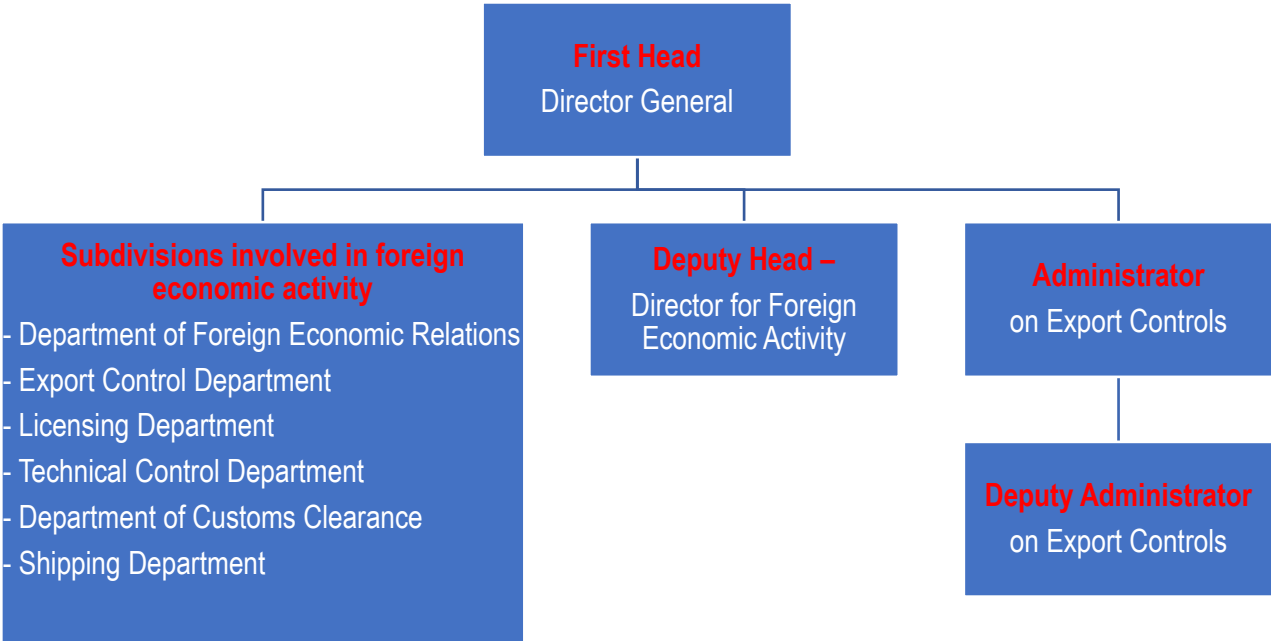 First Head
Director General
Subdivisions involved in foreign
economic activity
- Department of Foreign Economic Relations
- Export Control Department
- Licensing Department
- Technical Control Department
- Department of Customs Clearance
- Shipping Department
Deputy Head –
Director for Foreign
Economic Activity
Administrator
on Export Controls
Deputy Administrator
on Export Controls